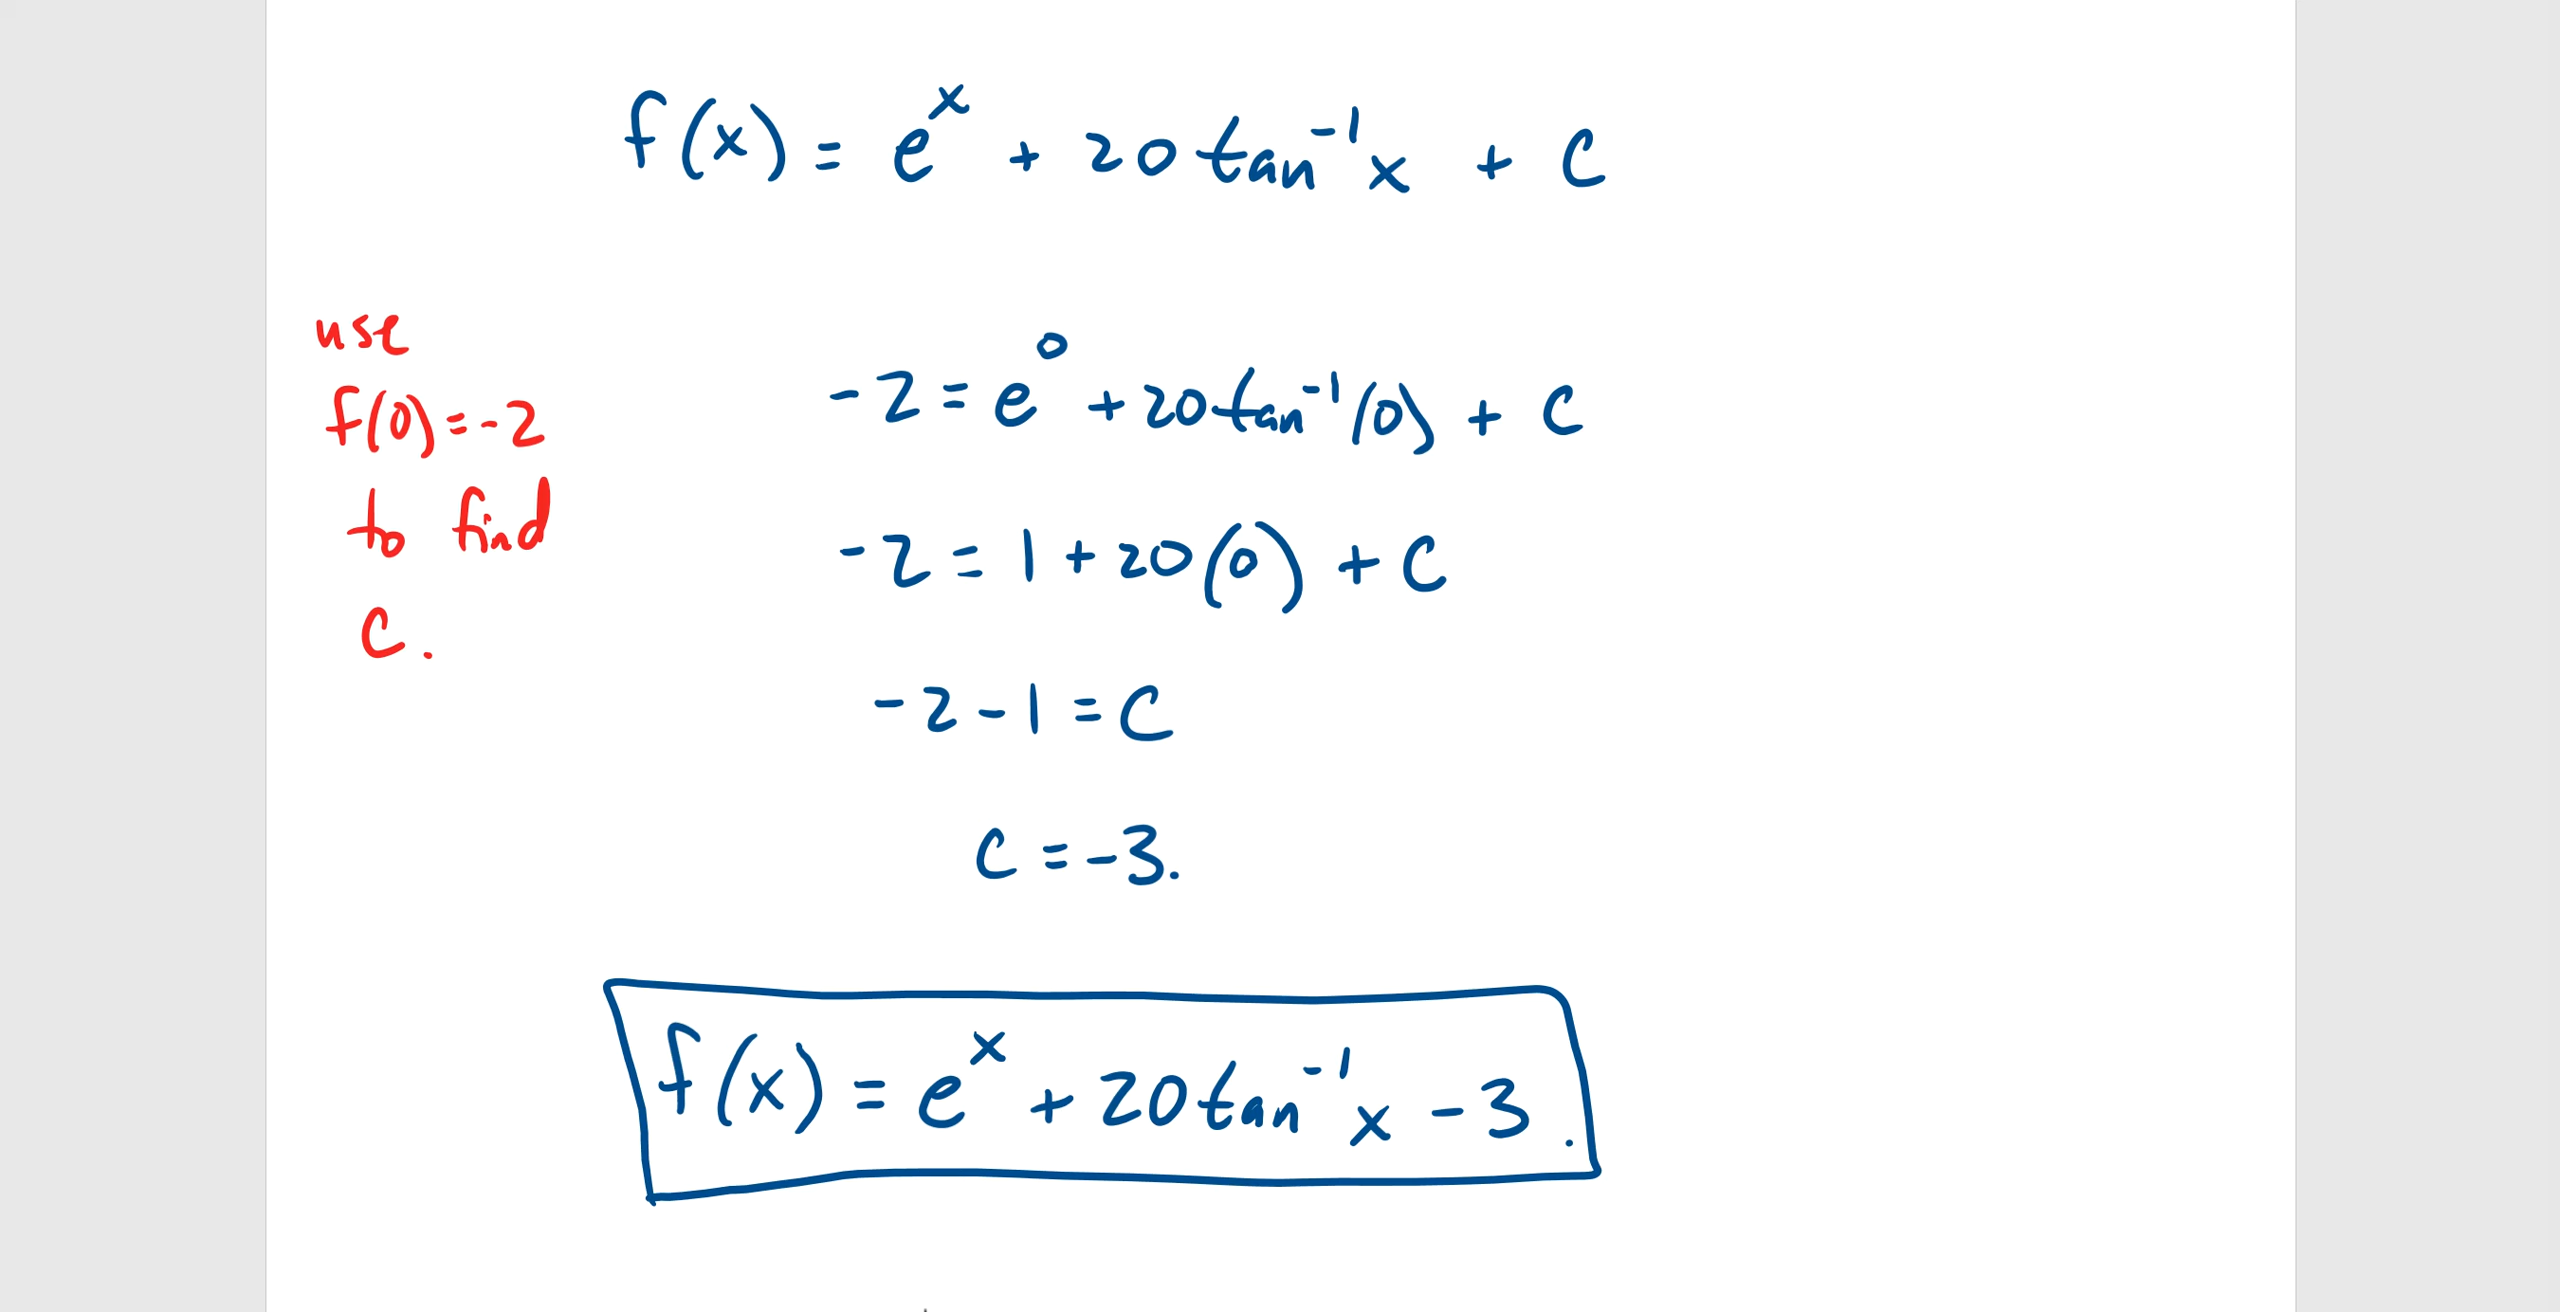 f(x) = e^x + 20 tan^-1 x + C
use
f(0) = -2
to find
C.
-2 = e^0 + 20 tan^-1 (0) + C
-2 = 1 + 20(0) + C
-2 - 1 = C
C = -3.
f(x) = e^x + 20 tan^-1 x - 3.